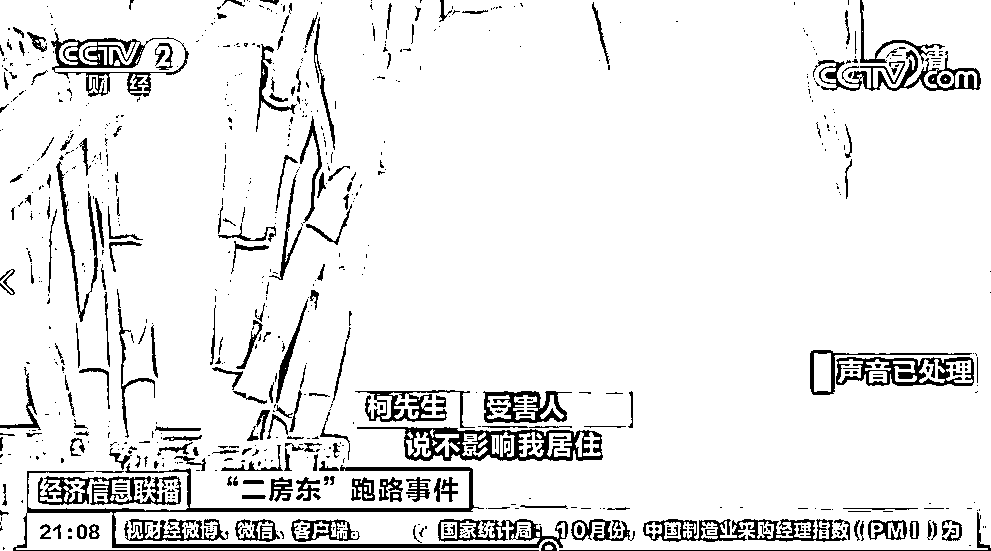 CCTV 2
财经
高清
CCTV.com
声音已处理
柯先生 受害人
说不影响我居住
经济信息联播 “二房东”跑路事件
21:08 视财经微博、微信、客户端。 国家统计局：10月份，中国制造业采购经理指数（PMI）为